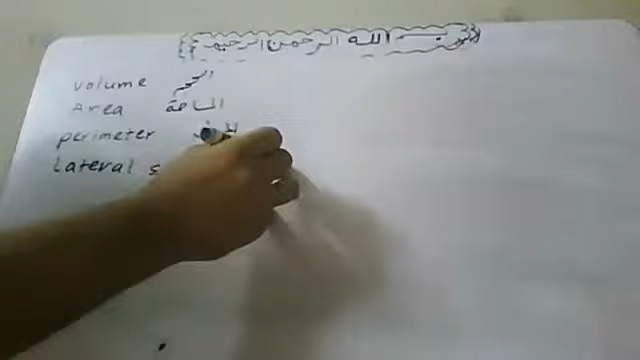 بسم الله الرحمن الرحيم
volume الحجم
Area المساحة
perimeter
Lateral s